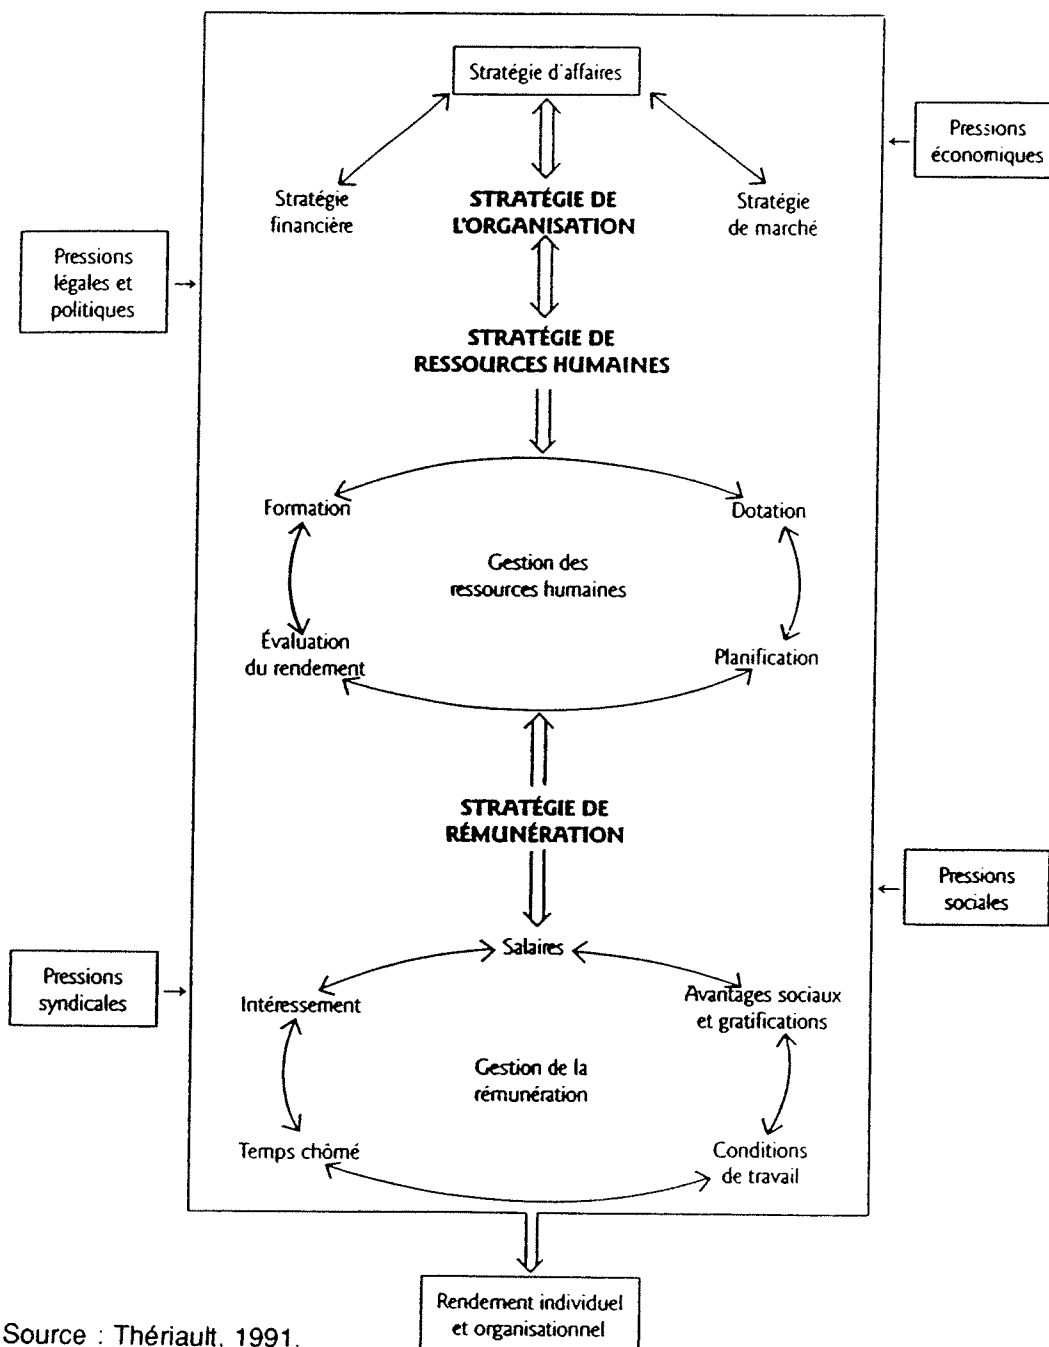 Stratégie d'affaires
Pressions
économiques
Stratégie
financière
STRATÉGIE DE
L'ORGANISATION
Stratégie
de marché
Pressions
légales et
politiques
STRATÉGIE DE
RESSOURCES HUMAINES
Formation
Dotation
Gestion des
ressources humaines
Évaluation
du rendement
Planification
STRATÉGIE DE
RÉMUNÉRATION
Pressions
sociales
Salaires
Pressions
syndicales
Intéressement
Avantages sociaux
et gratifications
Gestion de la
rémunération
Temps chômé
Conditions
de travail
Rendement individuel
et organisationnel
Source : Thériault, 1991.